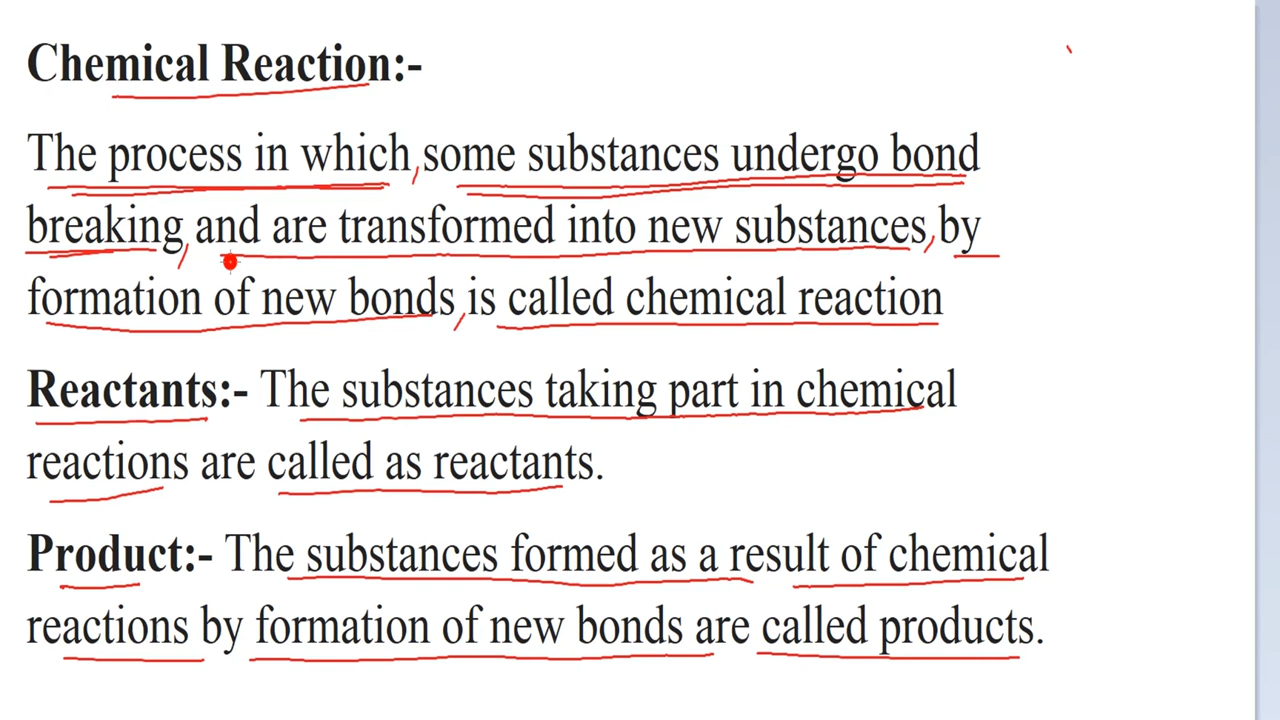 Chemical Reaction:-
The process in which, some substances undergo bond
breaking, and are transformed into new substances, by
formation of new bonds, is called chemical reaction
Reactants:- The substances taking part in chemical
reactions are called as reactants.
Product:- The substances formed as a result of chemical
reactions by formation of new bonds are called products.